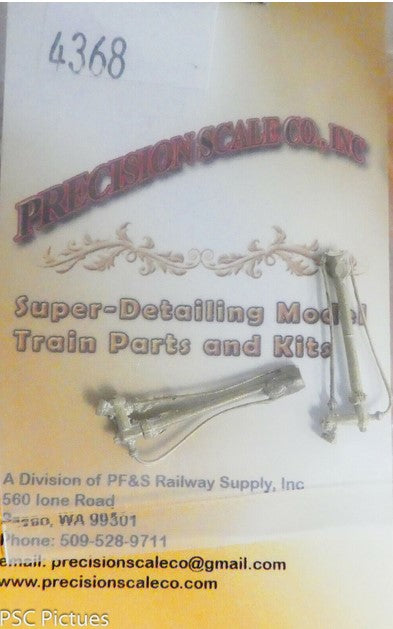 4368
PRECISION SCALE CO., INC
Super-Detailing Model
Train Parts and Kits
A Division of PF&S Railway Supply, Inc
560 Ione Road
Pasco, WA 99301
Phone: 509-528-9711
email: precisionscaleco@gmail.com
www.precisionscaleco.com
PSC Pictues